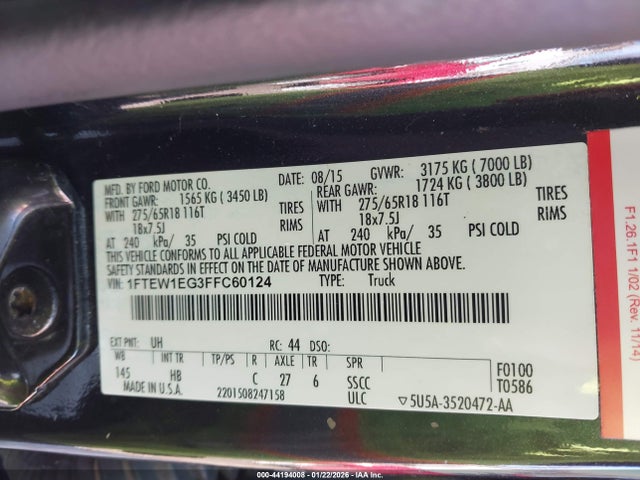 MFD. BY FORD MOTOR CO.
DATE: 08/15 GVWR: 3175 KG (7000 LB)
FRONT GAWR: 1565 KG (3450 LB)
REAR GAWR: 1724 KG (3800 LB)
WITH 275/65R18 116T TIRES
WITH 275/65R18 116T TIRES
18x7.5J RIMS
18x7.5J RIMS
AT 240 kPa/ 35 PSI COLD
AT 240 kPa/ 35 PSI COLD
THIS VEHICLE CONFORMS TO ALL APPLICABLE FEDERAL MOTOR VEHICLE
SAFETY STANDARDS IN EFFECT ON THE DATE OF MANUFACTURE SHOWN ABOVE.
VIN: 1FTEW1EG3FFC60124 TYPE: Truck
EXT PNT: UH RC: 44 DSO:
WB INT TR TP/PS R AXLE TR SPR
145 HB C 27 6 SSCC
F0100
T0586
MADE IN U.S.A. 2201508247158 ULC 5U5A-3520472-AA
F1.26.1F1 1/02 (Rev. 11/14)
000-44194008 - 01/22/2026 - IAAI.COM